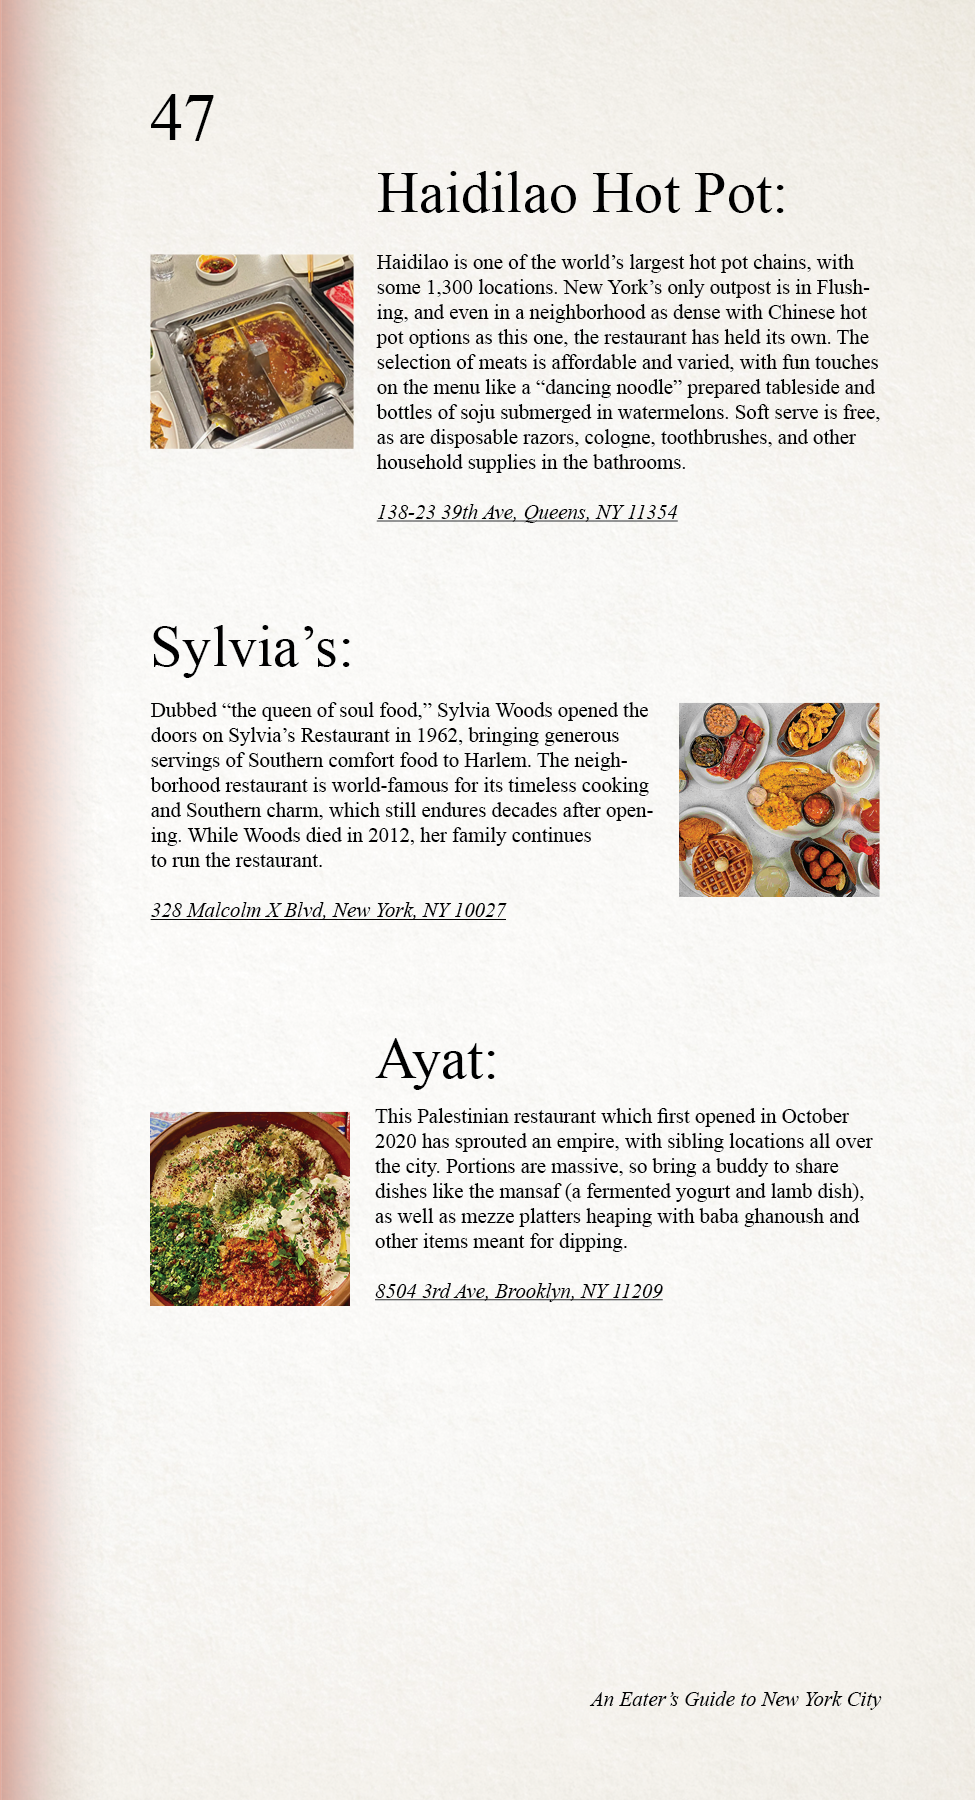 47
Haidilao Hot Pot:
Haidilao is one of the world’s largest hot pot chains, with
some 1,300 locations. New York’s only outpost is in Flush-
ing, and even in a neighborhood as dense with Chinese hot
pot options as this one, the restaurant has held its own. The
selection of meats is affordable and varied, with fun touches
on the menu like a “dancing noodle” prepared tableside and
bottles of soju submerged in watermelons. Soft serve is free,
as are disposable razors, cologne, toothbrushes, and other
household supplies in the bathrooms.
138-23 39th Ave, Queens, NY 11354
Sylvia’s:
Dubbed “the queen of soul food,” Sylvia Woods opened the
doors on Sylvia’s Restaurant in 1962, bringing generous
servings of Southern comfort food to Harlem. The neigh-
borhood restaurant is world-famous for its timeless cooking
and Southern charm, which still endures decades after open-
ing. While Woods died in 2012, her family continues
to run the restaurant.
328 Malcolm X Blvd, New York, NY 10027
Ayat:
This Palestinian restaurant which first opened in October
2020 has sprouted an empire, with sibling locations all over
the city. Portions are massive, so bring a buddy to share
dishes like the mansaf (a fermented yogurt and lamb dish),
as well as mezze platters heaping with baba ghanoush and
other items meant for dipping.
8504 3rd Ave, Brooklyn, NY 11209
An Eater’s Guide to New York City